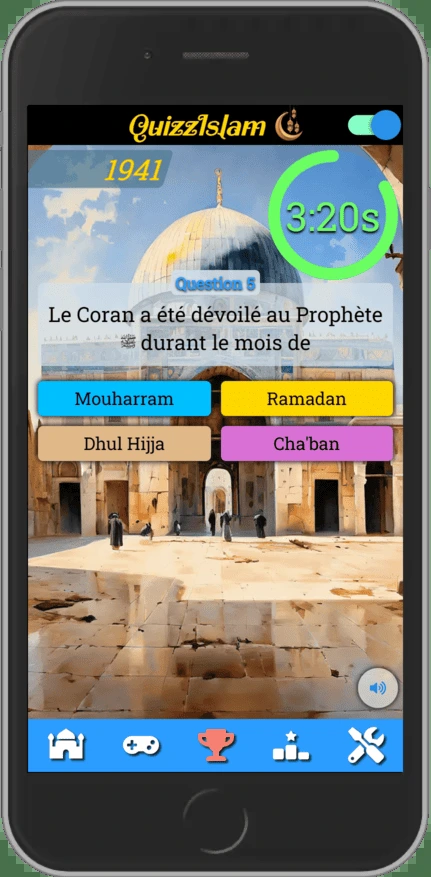 QuizzIslam
1941
3:20s
Question 5
Le Coran a été dévoilé au Prophète
ﷺ durant le mois de
Mouharram
Ramadan
Dhul Hijja
Cha'ban